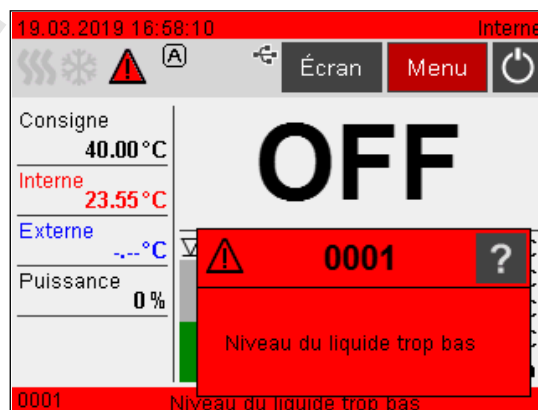 19.03.2019 16:58:10 Interne
A
Écran
Menu
Consigne
40.00°C
Interne
23.55°C
Externe
-.--°C
Puissance
0 %
OFF
0001
?
Niveau du liquide trop bas
0001 Niveau du liquide trop bas